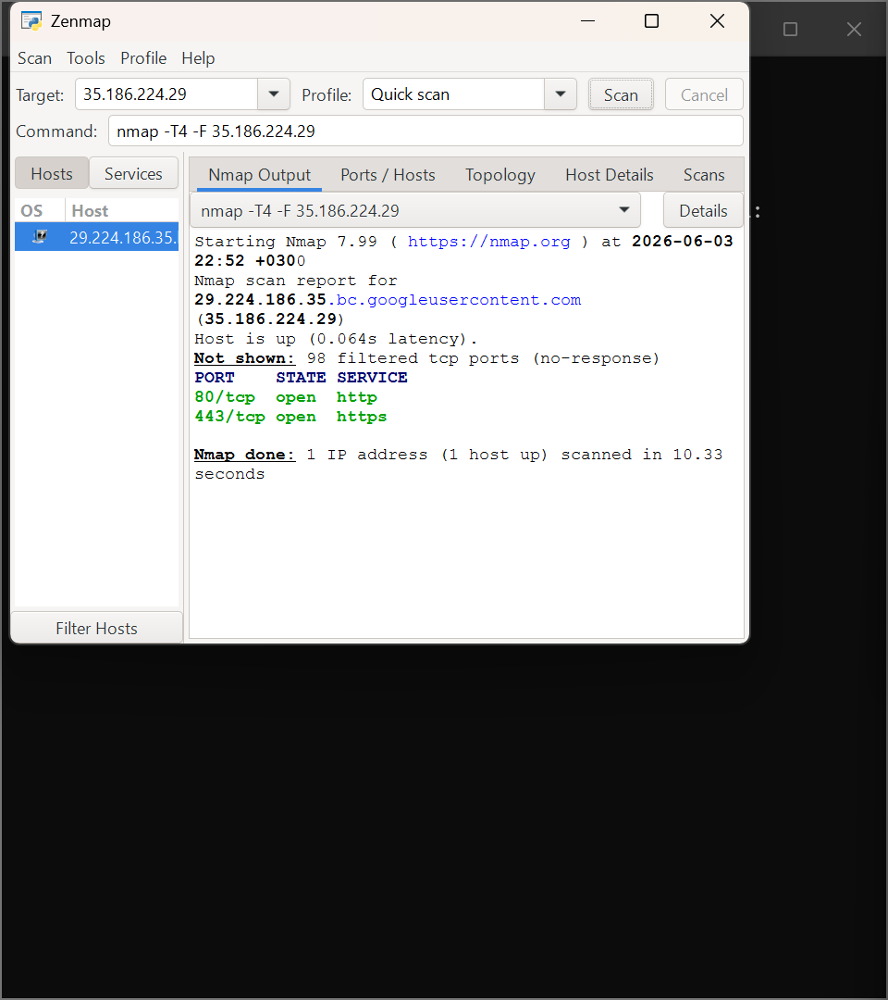 Zenmap
Scan Tools Profile Help
Target: 35.186.224.29 Profile: Quick scan Scan Cancel
Command: nmap -T4 -F 35.186.224.29
Hosts Services
Nmap Output Ports / Hosts Topology Host Details Scans
OS Host
nmap -T4 -F 35.186.224.29 Details
29.224.186.35.
Starting Nmap 7.99 ( https://nmap.org ) at 2026-06-03
22:52 +0300
Nmap scan report for
29.224.186.35.bc.googleusercontent.com
(35.186.224.29)
Host is up (0.064s latency).
Not shown: 98 filtered tcp ports (no-response)
PORT    STATE SERVICE
80/tcp  open  http
443/tcp open  https
Nmap done: 1 IP address (1 host up) scanned in 10.33
seconds
Filter Hosts